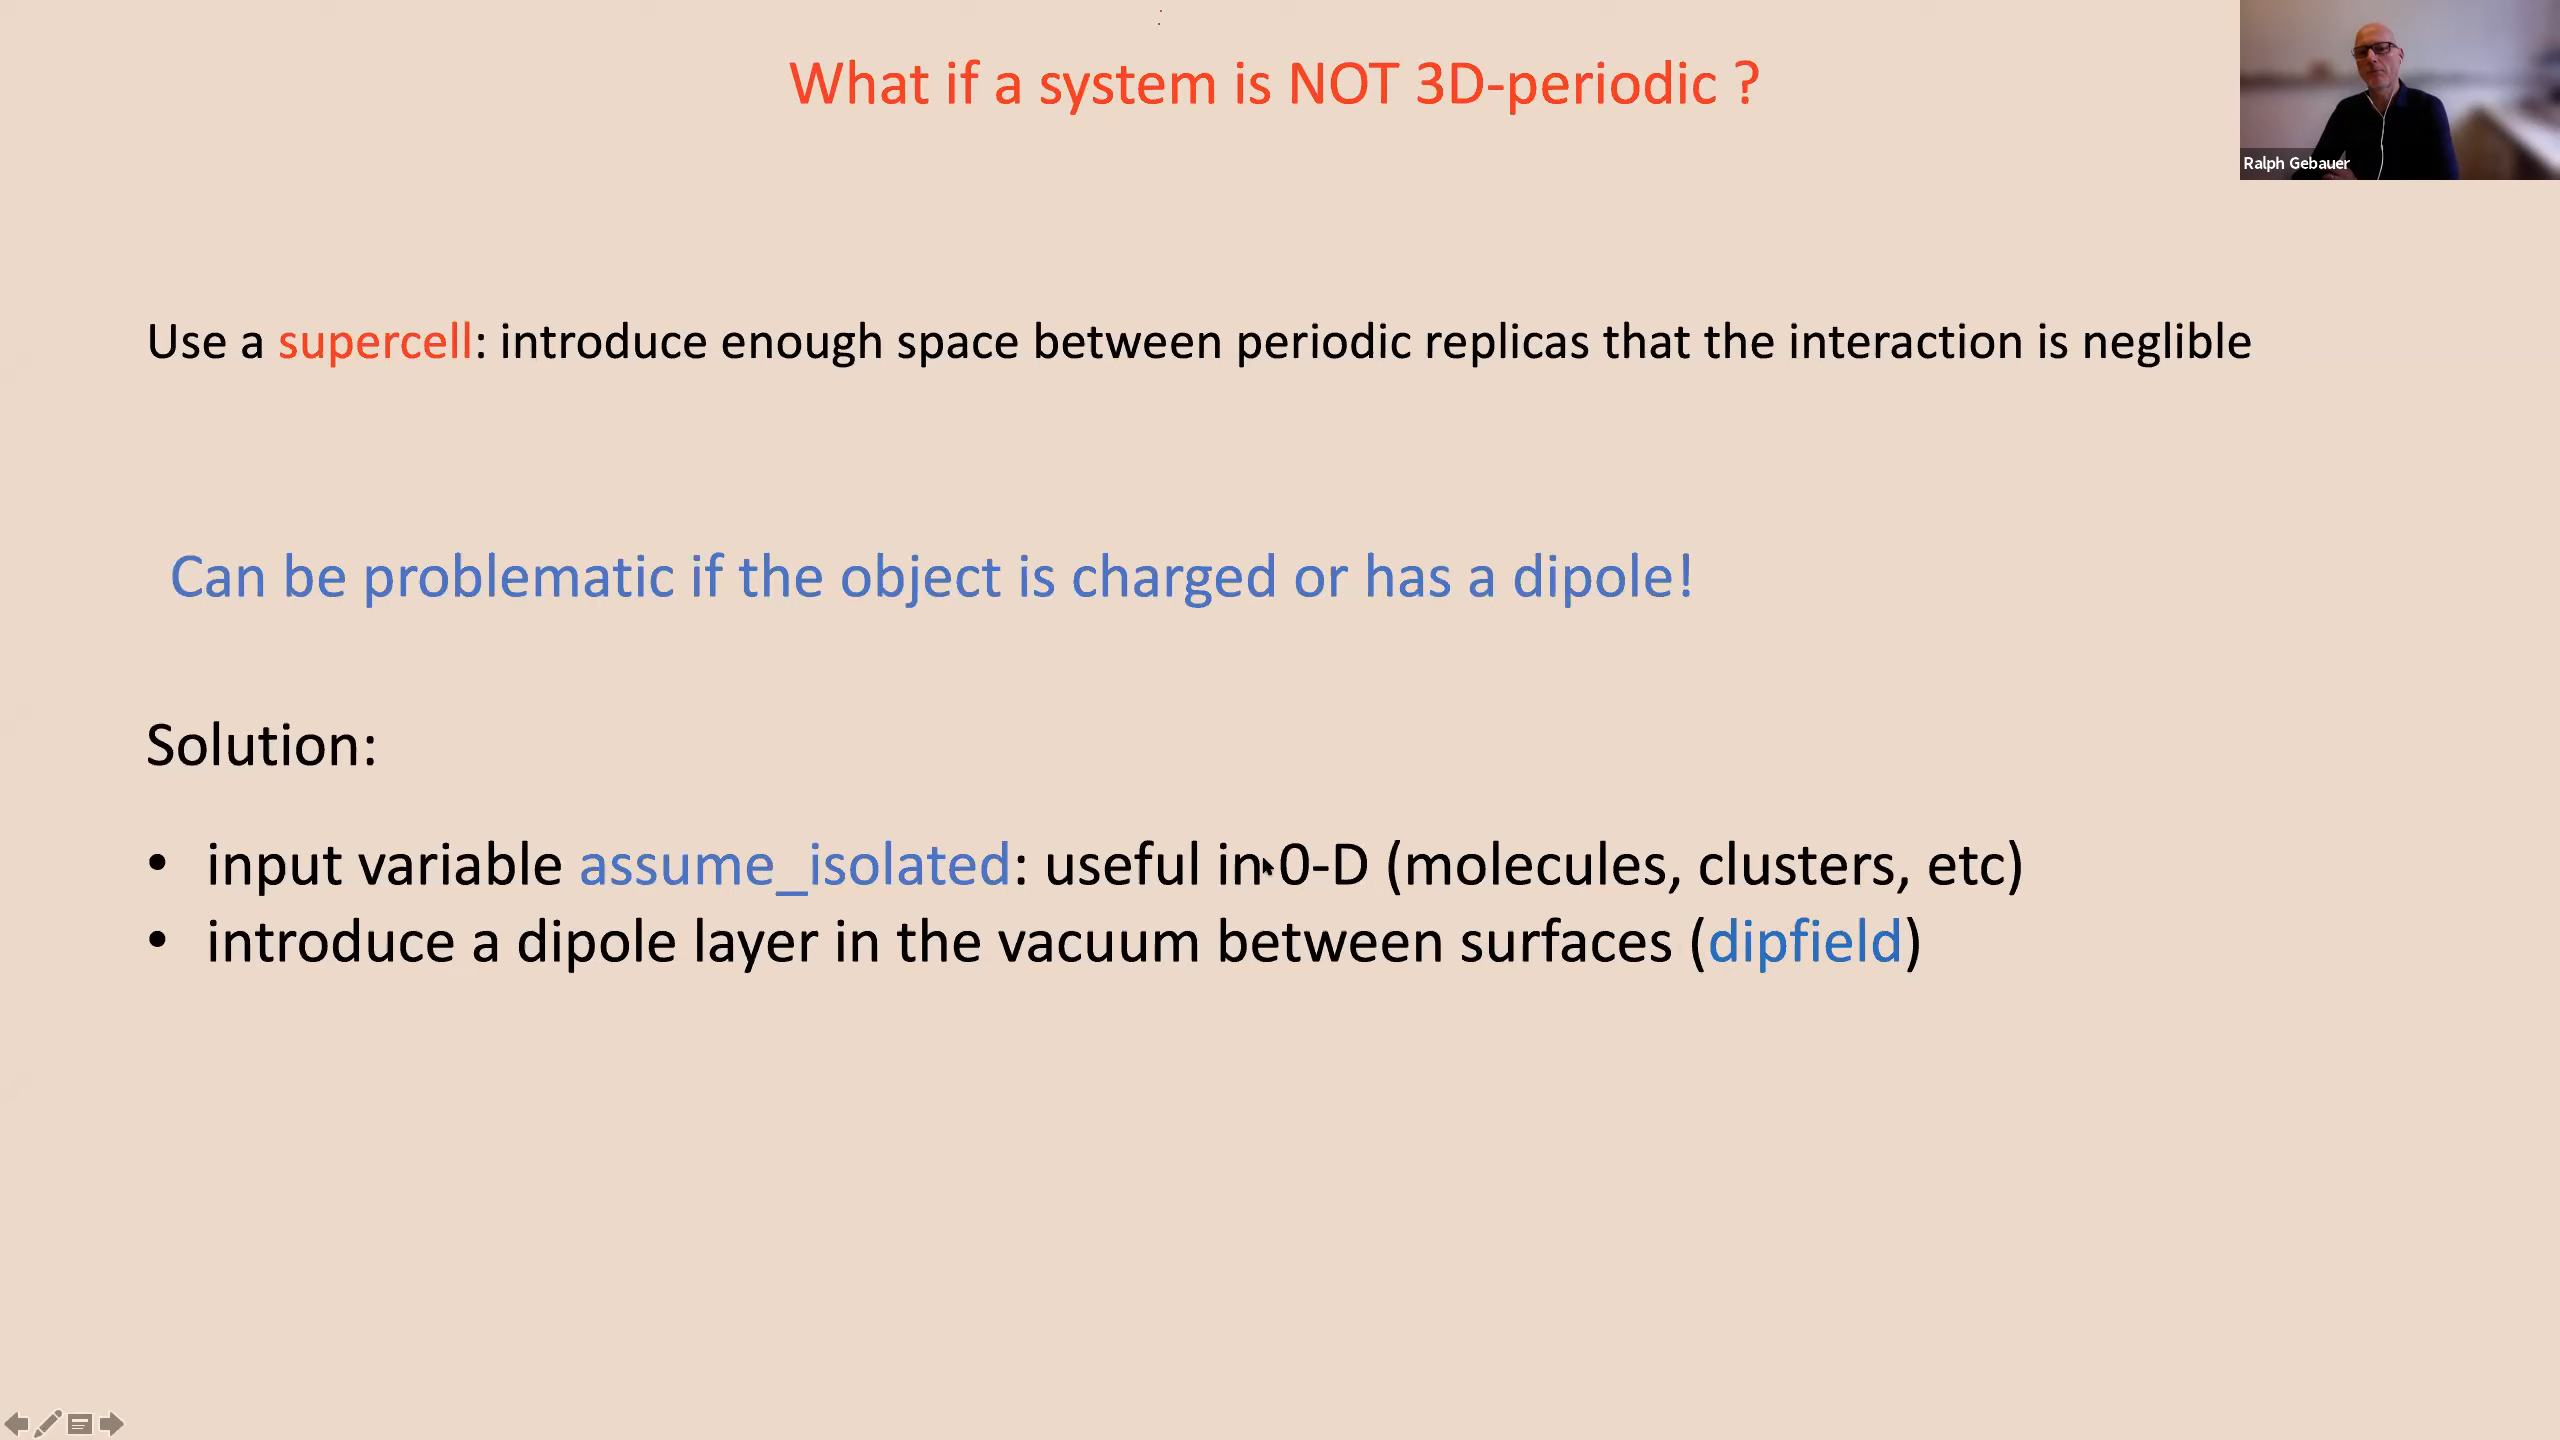 What if a system is NOT 3D-periodic ?
Ralph Gebauer
Use a supercell: introduce enough space between periodic replicas that the interaction is neglible
Can be problematic if the object is charged or has a dipole!
Solution:
• input variable assume_isolated: useful in 0-D (molecules, clusters, etc)
• introduce a dipole layer in the vacuum between surfaces (dipfield)